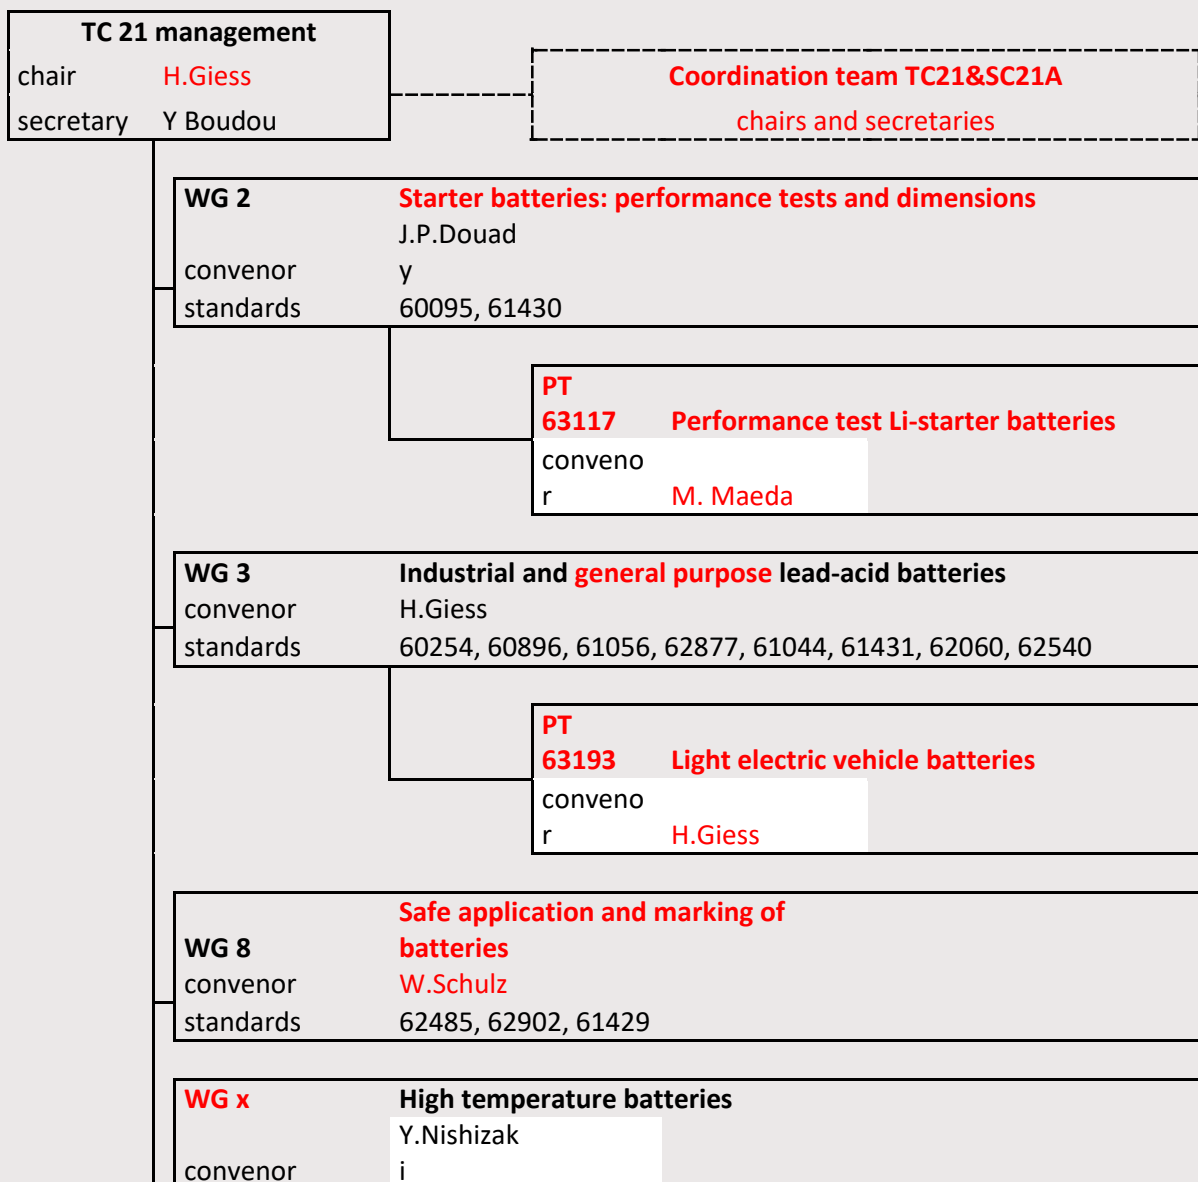 TC 21 management
chair H.Giess
secretary Y Boudou
Coordination team TC21&SC21A
chairs and secretaries
WG 2 Starter batteries: performance tests and dimensions
J.P.Douad
convenor y
standards 60095, 61430
PT
63117 Performance test Li-starter batteries
conveno
r M. Maeda
WG 3 Industrial and general purpose lead-acid batteries
convenor H.Giess
standards 60254, 60896, 61056, 62877, 61044, 61431, 62060, 62540
PT
63193 Light electric vehicle batteries
conveno
r H.Giess
Safe application and marking of
WG 8 batteries
convenor W.Schulz
standards 62485, 62902, 61429
WG x High temperature batteries
Y.Nishizak
convenor i